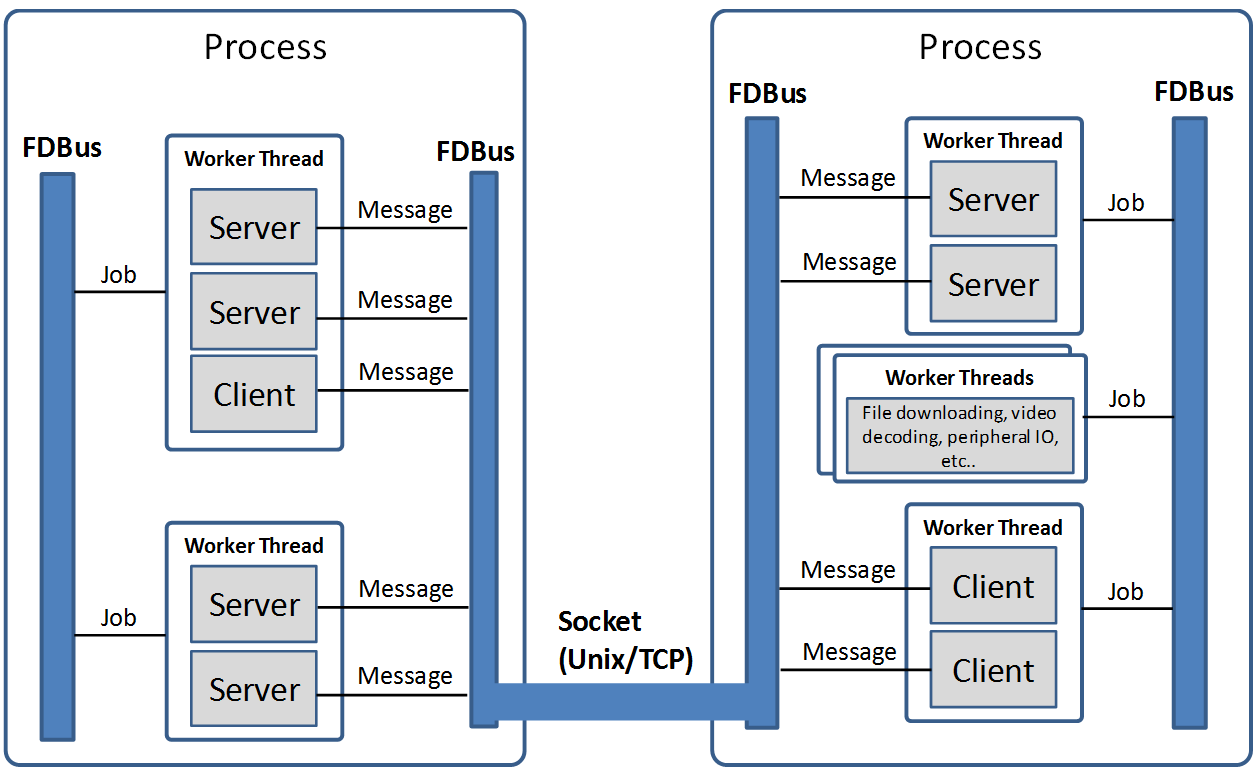 Process
FDBus
Worker Thread
FDBus
Server
Message
Job
Server
Message
Client
Message
Worker Thread
Server
Message
Job
Server
Message
Socket
(Unix/TCP)
Process
FDBus
FDBus
Worker Thread
Message
Server
Job
Message
Server
Worker Threads
File downloading, video
decoding, peripheral IO,
etc..
Job
Worker Thread
Message
Client
Job
Message
Client